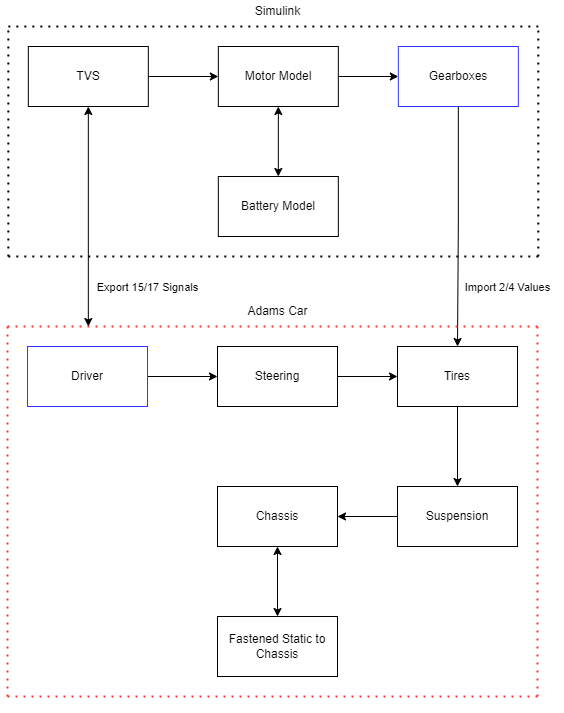 Simulink
TVS
Motor Model
Gearboxes
Battery Model
Export 15/17 Signals
Import 2/4 Values
Adams Car
Driver
Steering
Tires
Chassis
Suspension
Fastened Static to
Chassis